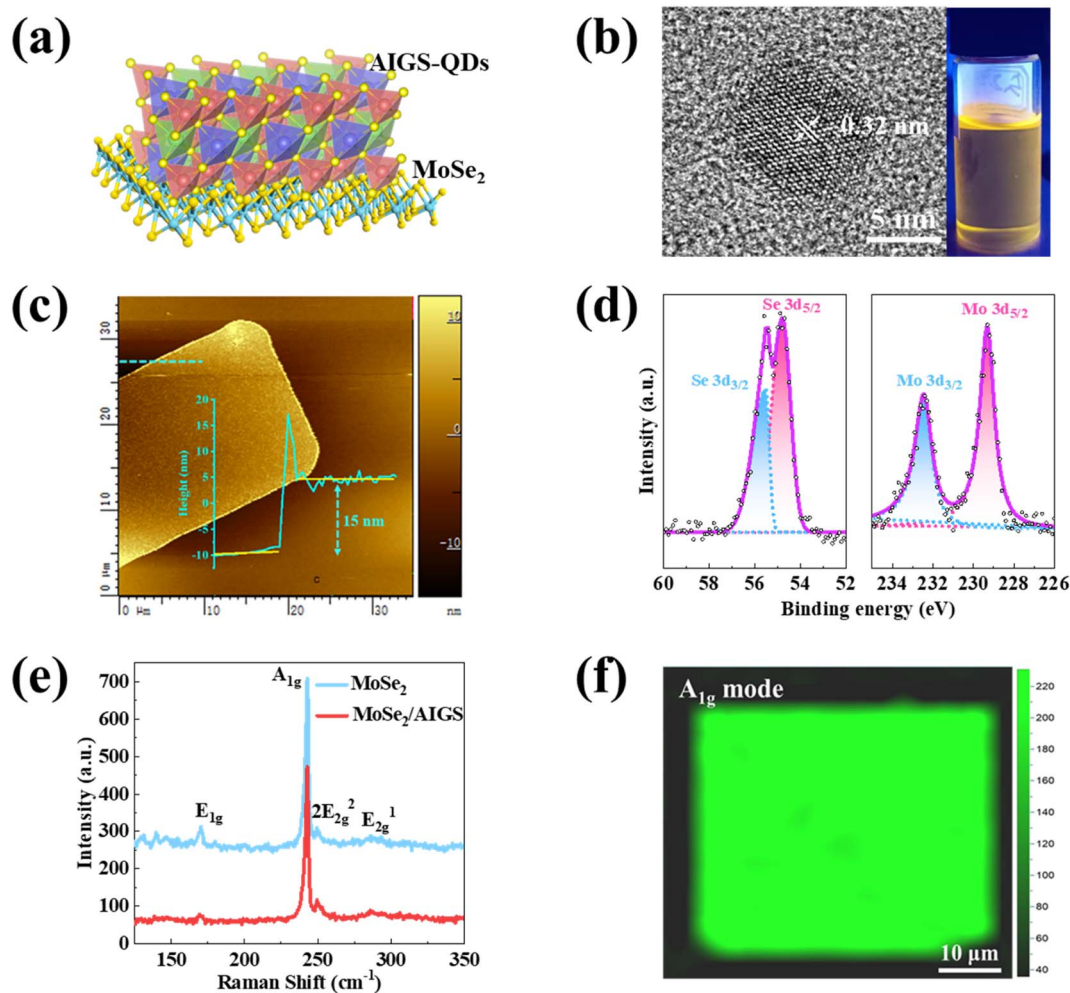 (a)
AIGS-QDs
MoSe₂
(b)
0.32 nm
5 nm
(c)
10
0
-10
nm
30
20
10
0 µm
0 µm 10 20 30
Height (nm)
20
15
10
5
0
-5
-10
15 nm
c
(d)
Se 3d₅/₂
Se 3d₃/₂
Mo 3d₅/₂
Mo 3d₃/₂
Intensity (a.u.)
60 58 56 54 52
234 232 230 228 226
Binding energy (eV)
(e)
A₁g
MoSe₂
MoSe₂/AIGS
E₁g
2E₂g²
E₂g¹
Intensity (a.u.)
700
600
500
400
300
200
100
0
150 200 250 300 350
Raman Shift (cm⁻¹)
(f)
A₁g mode
10 µm
220
200
180
160
140
120
100
80
60
40